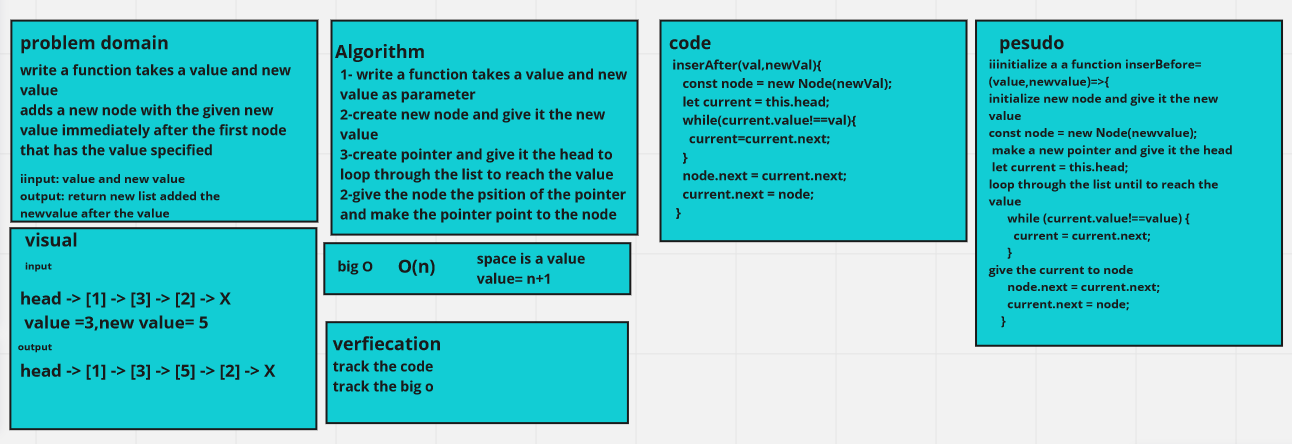 problem domain
write a function takes a value and new
value
adds a new node with the given new
value immediately after the first node
that has the value specified
iinput: value and new value
output: return new list added the
newvalue after the value
visual
input
head -> [1] -> [3] -> [2] -> X
value =3,new value= 5
output
head -> [1] -> [3] -> [5] -> [2] -> X
Algorithm
1- write a function takes a value and new
value as parameter
2-create new node and give it the new
value
3-create pointer and give it the head to
loop through the list to reach the value
2-give the node the psition of the pointer
and make the pointer point to the node
big O
O(n)
space is a value
value= n+1
verfiecation
track the code
track the big o
code
inserAfter(val,newVal){
const node = new Node(newVal);
let current = this.head;
while(current.value!==val){
current=current.next;
}
node.next = current.next;
current.next = node;
}
pesudo
iiinitialize a a function inserBefore=
(value,newvalue)=>{
initialize new node and give it the new
value
const node = new Node(newvalue);
make a new pointer and give it the head
let current = this.head;
loop through the list until to reach the
value
while (current.value!==value) {
current = current.next;
}
give the current to node
node.next = current.next;
current.next = node;
}